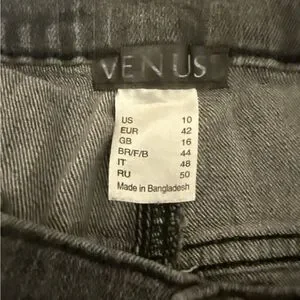 VENUS
US 10
EUR 42
GB 16
BR/F/B 44
IT 48
RU 50
Made in Bangladesh